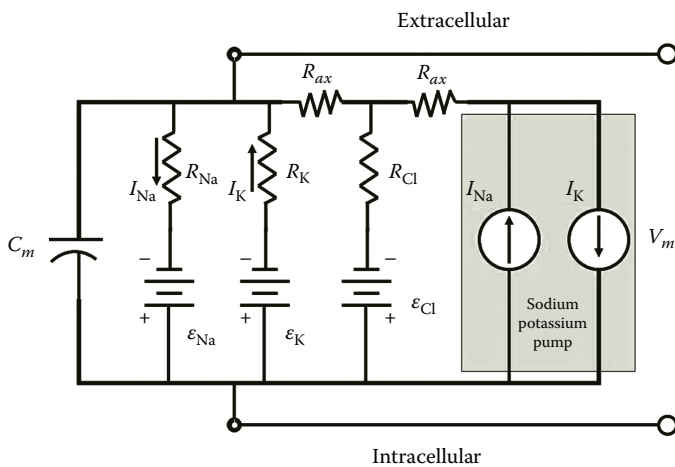 Extracellular
R_ax
R_ax
I_Na
R_Na
I_K
R_K
R_Cl
I_Na
I_K
C_m
V_m
−
−
−
+
+
+
ε_Na
ε_K
ε_Cl
Sodium
potassium
pump
Intracellular